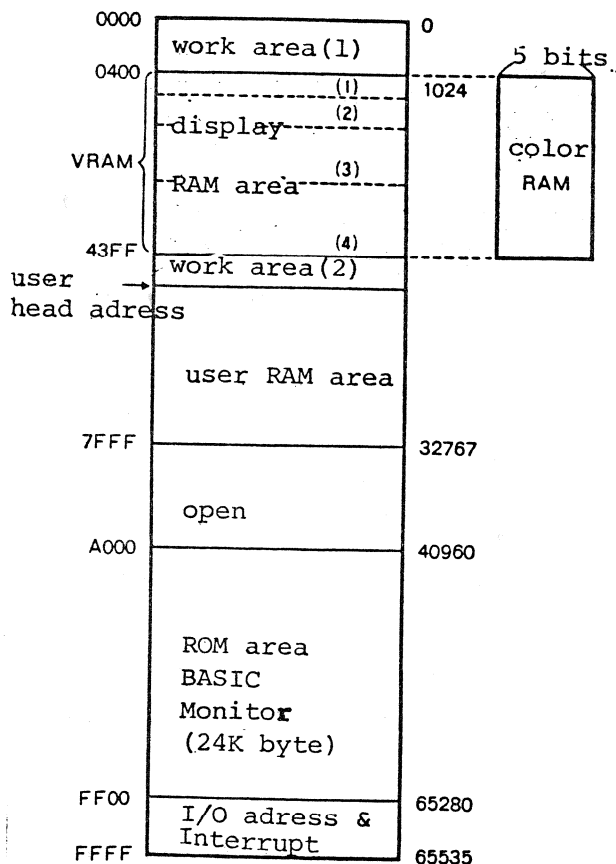 0000
0
work area(1)
5 bits
0400
(1)
1024
(2)
display
color
VRAM
(3)
RAM
RAM area
43FF
(4)
work area(2)
user
head adress
user RAM area
7FFF
32767
open
A000
40960
ROM area
BASIC
Monitor
(24K byte)
FF00
65280
I/O adress &
Interrupt
FFFF
65535